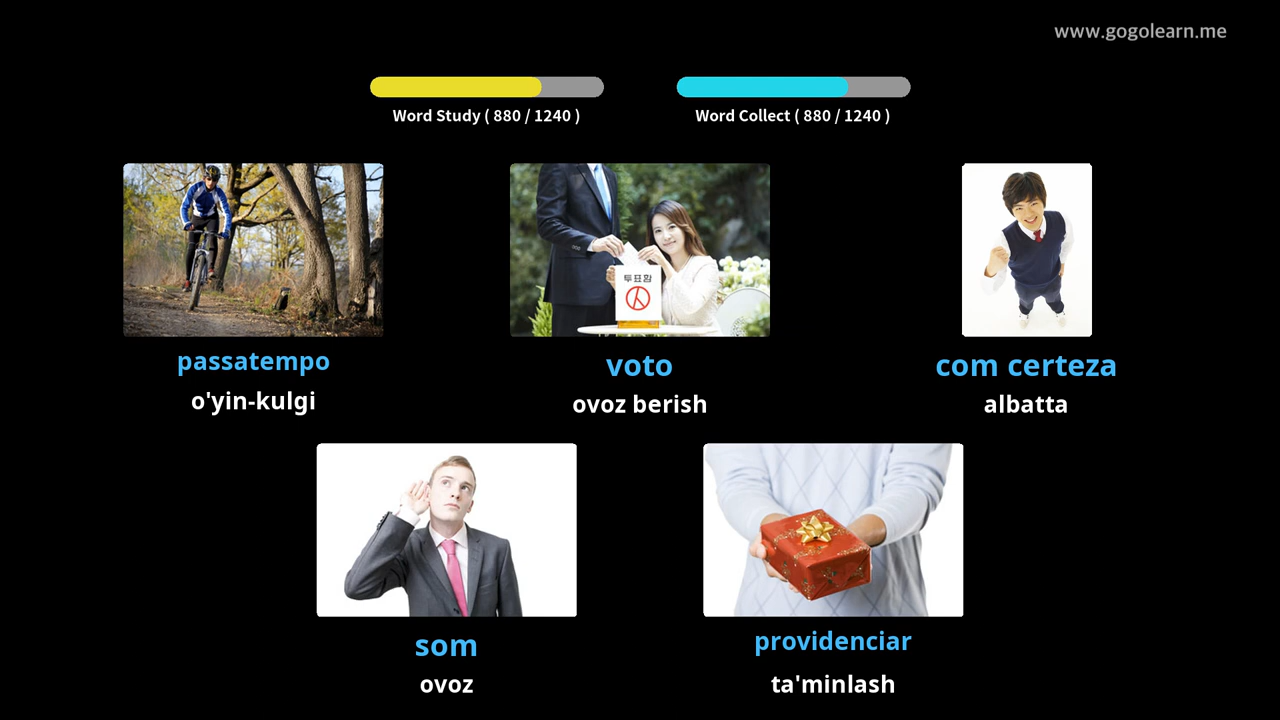 www.gogolearn.me
Word Study ( 880 / 1240 )
Word Collect ( 880 / 1240 )
투표함
passatempo
o'yin-kulgi
voto
ovoz berish
com certeza
albatta
som
ovoz
providenciar
ta'minlash